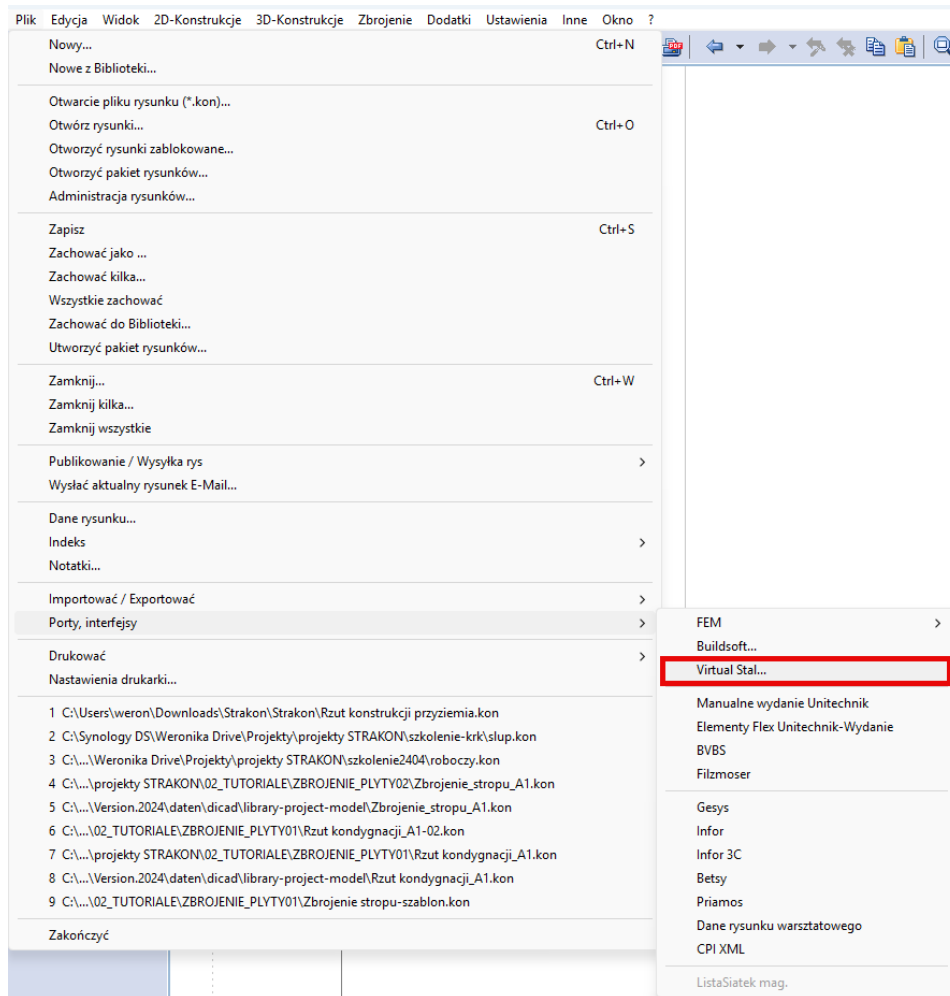 Plik Edycja Widok 2D-Konstrukcje 3D-Konstrukcje Zbrojenie Dodatki Ustawienia Inne Okno ?
Nowy... Ctrl+N
Nowe z Biblioteki...
Otwarcie pliku rysunku (*.kon)...
Otwórz rysunki... Ctrl+O
Otworzyć rysunki zablokowane...
Otworzyć pakiet rysunków...
Administracja rysunków...
Zapisz Ctrl+S
Zachować jako ...
Zachować kilka...
Wszystkie zachować
Zachować do Biblioteki...
Utworzyć pakiet rysunków...
Zamknij... Ctrl+W
Zamknij kilka...
Zamknij wszystkie
Publikowanie / Wysyłka rys
Wysłać aktualny rysunek E-Mail...
Dane rysunku...
Indeks
Notatki...
Importować / Exportować
Porty, interfejsy
Drukować
Nastawienia drukarki...
1 C:\Users\weron\Downloads\Strakon\Strakon\Rzut konstrukcji przyziemia.kon
2 C:\Synology DS\Weronika Drive\Projekty\projekty STRAKON\szkolenie-krk\slup.kon
3 C:\...\Weronika Drive\Projekty\projekty STRAKON\szkolenie2404\roboczy.kon
4 C:\...\projekty STRAKON\02_TUTORIALE\ZBROJENIE_PLYTY02\Zbrojenie_stropu_A1.kon
5 C:\...\Version.2024\daten\dicad\library-project-model\Zbrojenie_stropu_A1.kon
6 C:\...\02_TUTORIALE\ZBROJENIE_PLYTY01\Rzut kondygnacji_A1-02.kon
7 C:\...\projekty STRAKON\02_TUTORIALE\ZBROJENIE_PLYTY01\Rzut kondygnacji_A1.kon
8 C:\...\Version.2024\daten\dicad\library-project-model\Rzut kondygnacji_A1.kon
9 C:\...\02_TUTORIALE\ZBROJENIE_PLYTY01\Zbrojenie stropu-szablon.kon
Zakończyć
FEM
Buildsoft...
Virtual Stal...
Manualne wydanie Unitechnik
Elementy Flex Unitechnik-Wydanie
BVBS
Filzmoser
Gesys
Infor
Infor 3C
Betsy
Priamos
Dane rysunku warsztatowego
CPI XML
ListaSiatek mag.
PDF